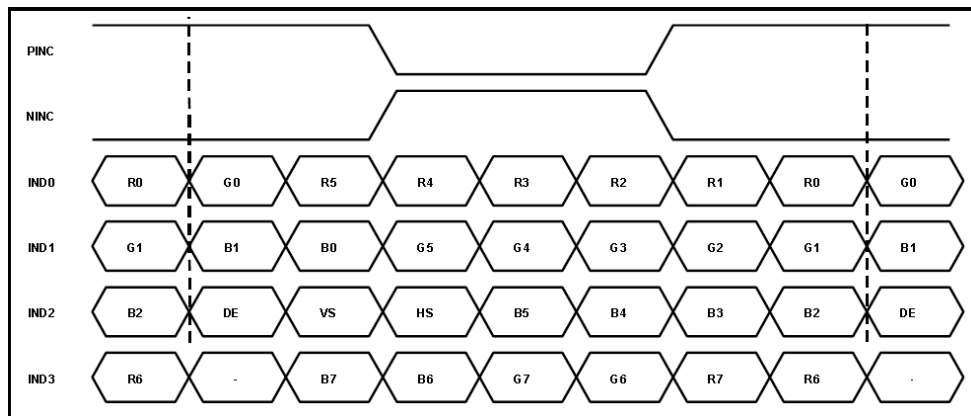 PINC
NINC
IND0 R0 G0 R5 R4 R3 R2 R1 R0 G0
IND1 G1 B1 B0 G5 G4 G3 G2 G1 B1
IND2 B2 DE VS HS B5 B4 B3 B2 DE
IND3 R6 - B7 B6 G7 G6 R7 R6 -